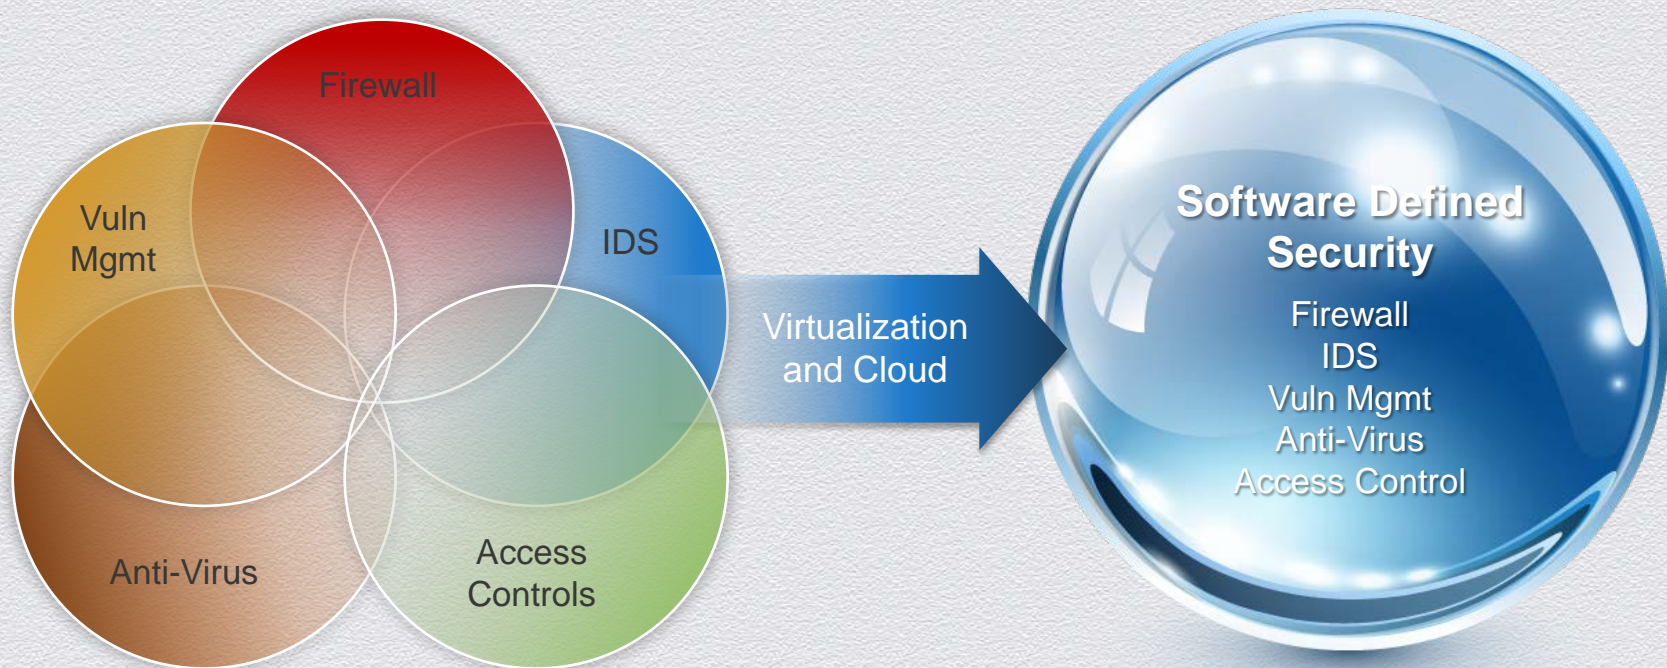 Firewall
Vuln
Mgmt
IDS
Anti-Virus
Access
Controls
Virtualization
and Cloud
Software Defined
Security
Firewall
IDS
Vuln Mgmt
Anti-Virus
Access Control